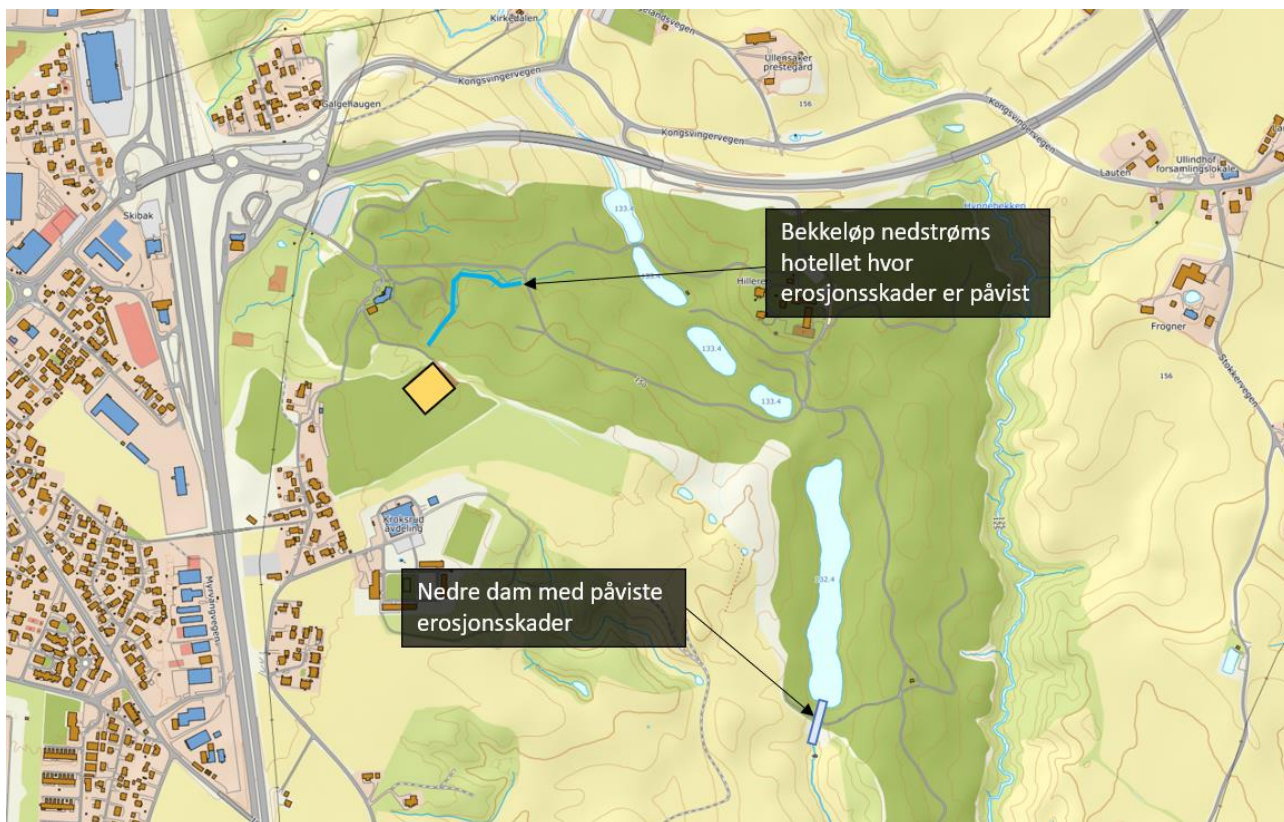 Kirkedalen
Kongsvingervegen
Ullensaker
prestegård
156
Galgehaugen
Kongsvingervegen
Kongsvingervegen
Lauten
Ullindhof
forsamlingslokale
Skibak
133.4
Hynnebekken
Bekkeløp nedstrøms
hotellet hvor
erosjonsskader er påvist
133.4
Frogner
156
Stokkervegen
133.4
133.4
Kroksrud
avdeling
Myrvangvegen
Nedre dam med påviste
erosjonsskader
132.4